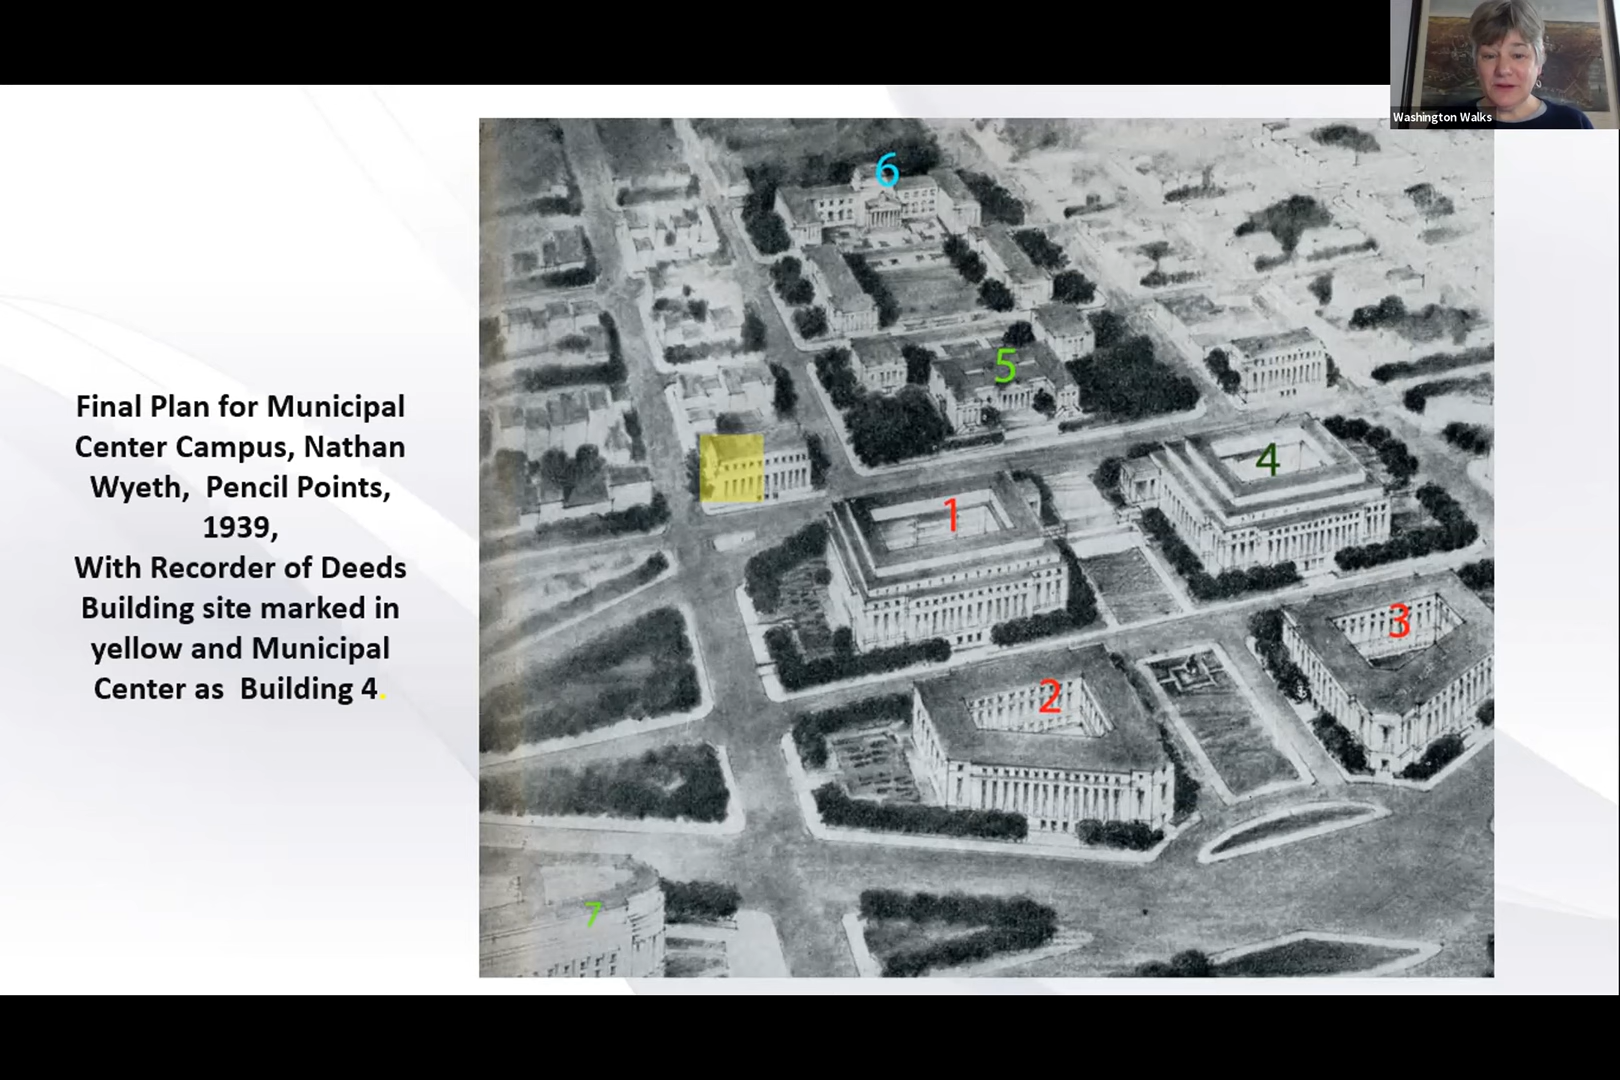 Washington Walks
Final Plan for Municipal
Center Campus, Nathan
Wyeth, Pencil Points,
1939,
With Recorder of Deeds
Building site marked in
yellow and Municipal
Center as Building 4.
6
5
4
1
3
2
7